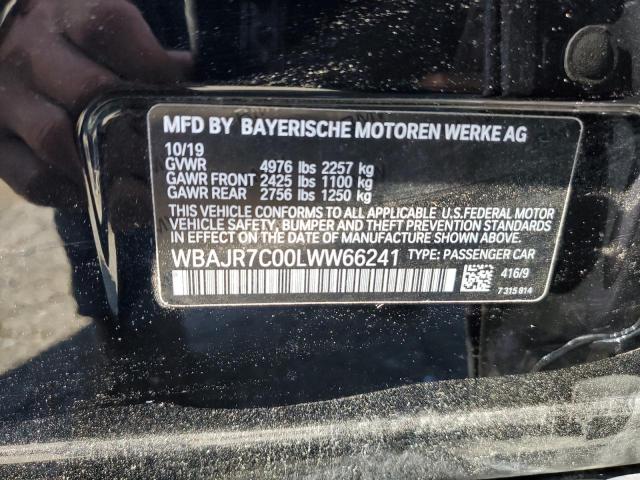 MFD BY BAYERISCHE MOTOREN WERKE AG
10/19
GVWR 4976 lbs 2257 kg
GAWR FRONT 2425 lbs 1100 kg
GAWR REAR 2756 lbs 1250 kg
THIS VEHICLE CONFORMS TO ALL APPLICABLE U.S.FEDERAL MOTOR
VEHICLE SAFETY, BUMPER AND THEFT PREVENTION STANDARDS
IN EFFECT ON THE DATE OF MANUFACTURE SHOWN ABOVE.
WBAJR7C00LWW66241 TYPE: PASSENGER CAR
416/9
7 315 814